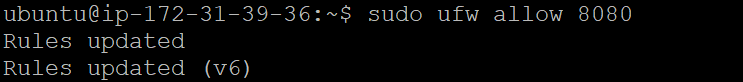 ubuntu@ip-172-31-39-36:~$ sudo ufw allow 8080
Rules updated
Rules updated (v6)